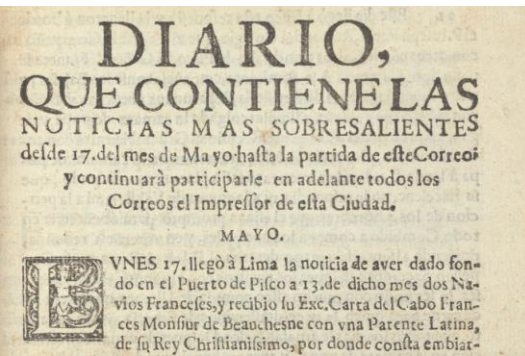 DIARIO,
QUE CONTIENE LAS
NOTICIAS MAS SOBRESALIENTES
desde 17. del mes de Mayo hasta la partida de este Correo;
y continuarà participarle en adelante todos los
Correos el Impressor de esta Ciudad.
MAYO.
LVNES 17. llegò à Lima la noticia de aver dado fon-
do en el Puerto de Pisco a 13. de dicho mes dos Na-
vios Franceses, y recibio su Exc. Carta del Cabo Fran-
ces Monsiur de Beauchesne con vna Patente Latina,
de su Rey Christianissimo, por donde consta embiar-